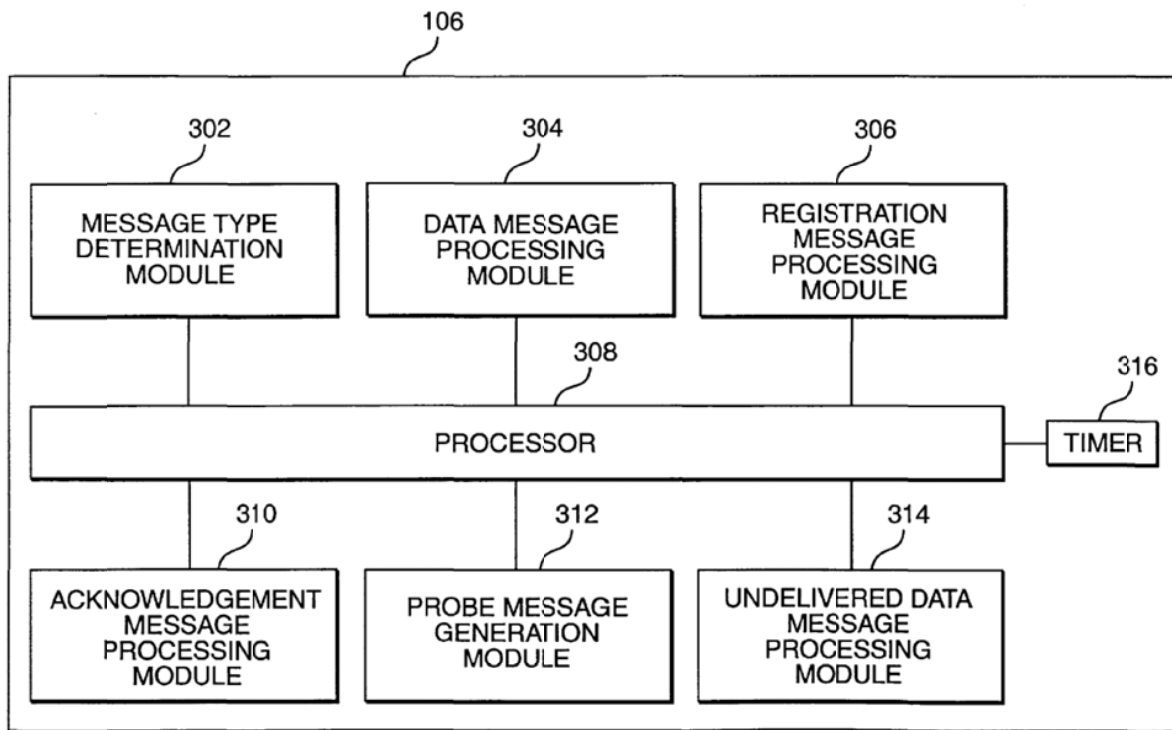 106
302
304
306
MESSAGE TYPE
DETERMINATION
MODULE
DATA MESSAGE
PROCESSING
MODULE
REGISTRATION
MESSAGE
PROCESSING
MODULE
308
316
PROCESSOR
TIMER
310
312
314
ACKNOWLEDGEMENT
MESSAGE
PROCESSING
MODULE
PROBE MESSAGE
GENERATION
MODULE
UNDELIVERED DATA
MESSAGE
PROCESSING
MODULE